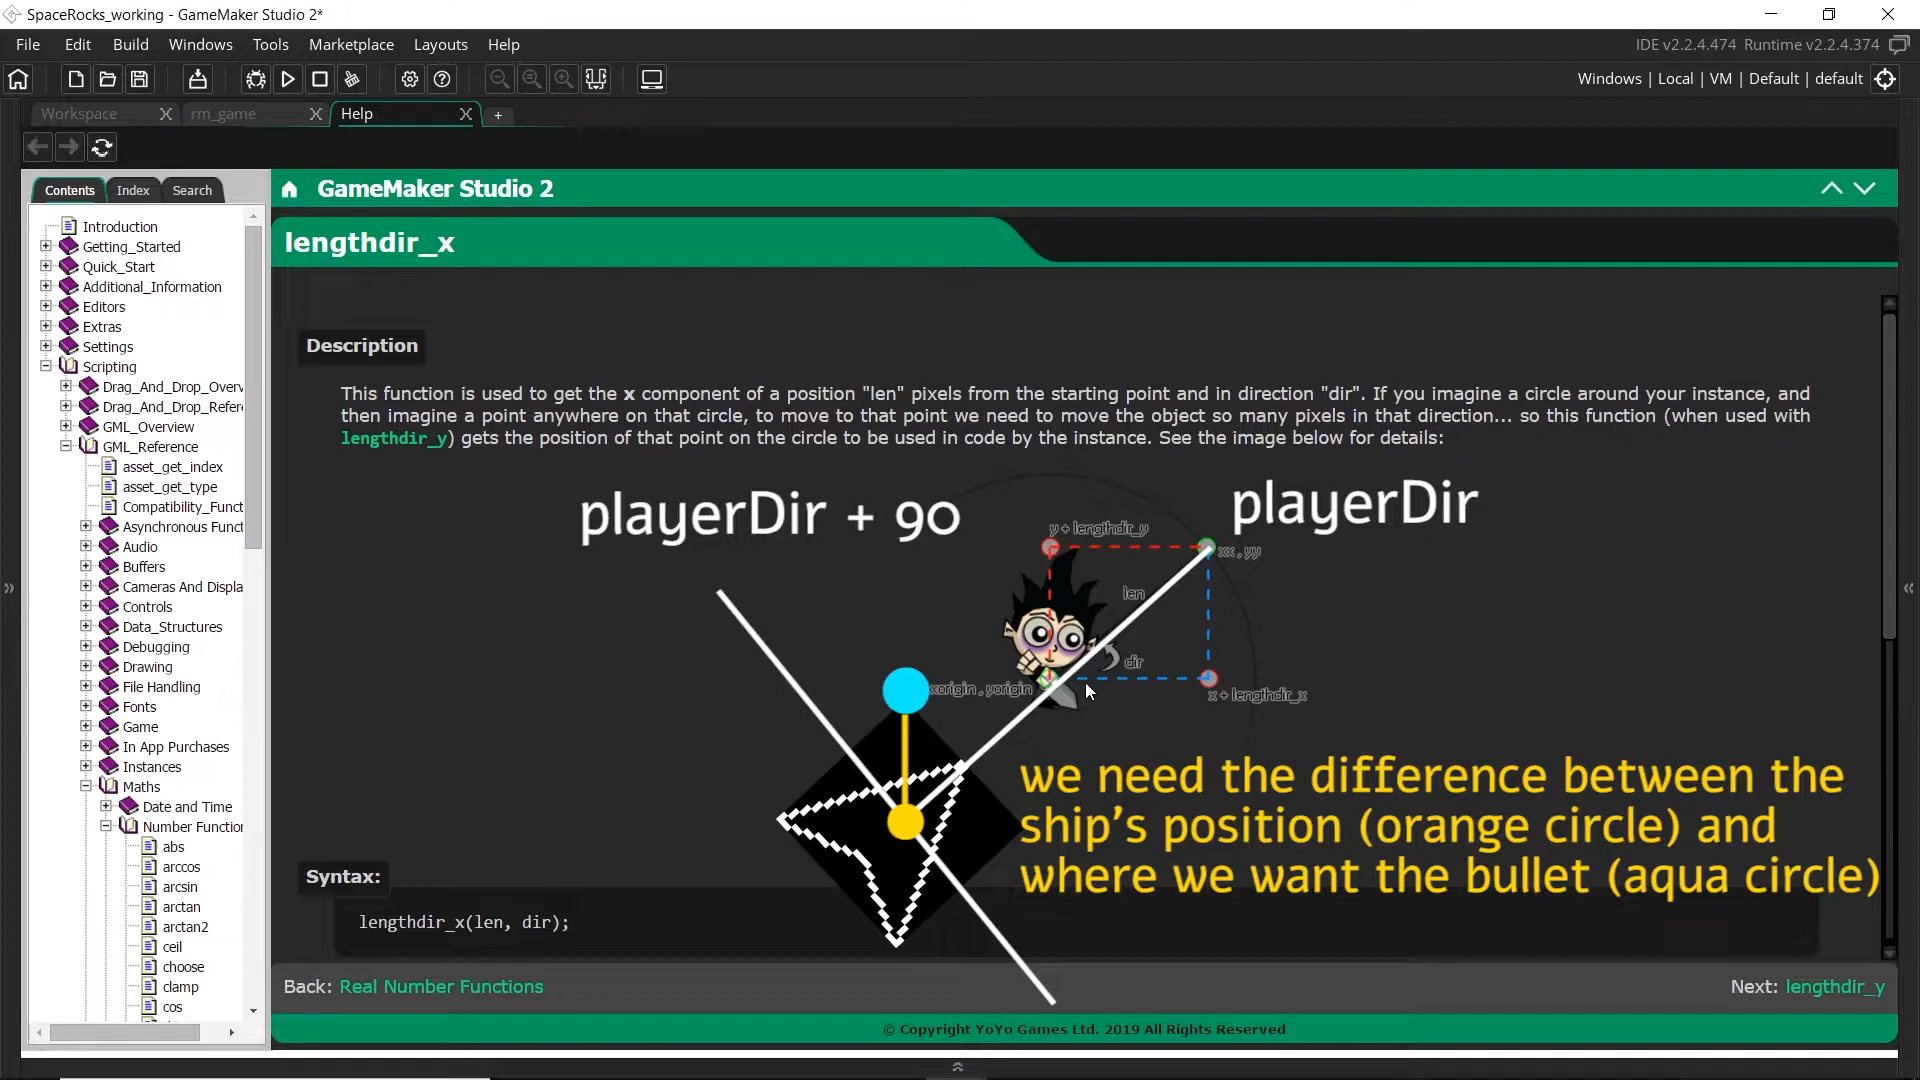 SpaceRocks_working - GameMaker Studio 2*
File Edit Build Windows Tools Marketplace Layouts Help
IDE v2.2.4.474 Runtime v2.2.4.374
Windows | Local | VM | Default | default
Workspace X rm_game X Help X +
Contents Index Search
Introduction
Getting_Started
Quick_Start
Additional_Information
Editors
Extras
Settings
Scripting
Drag_And_Drop_Overv
Drag_And_Drop_Refere
GML_Overview
GML_Reference
asset_get_index
asset_get_type
Compatibility_Funct
Asynchronous Funct
Audio
Buffers
Cameras And Displa
Controls
Data_Structures
Debugging
Drawing
File Handling
Fonts
Game
In App Purchases
Instances
Maths
Date and Time
Number Function
abs
arccos
arcsin
arctan
arctan2
ceil
choose
clamp
cos
GameMaker Studio 2
lengthdir_x
Description
This function is used to get the x component of a position "len" pixels from the starting point and in direction "dir". If you imagine a circle around your instance, and
then imagine a point anywhere on that circle, to move to that point we need to move the object so many pixels in that direction... so this function (when used with
lengthdir_y) gets the position of that point on the circle to be used in code by the instance. See the image below for details:
playerDir + 90
playerDir
y + lengthdir_y
xx , yy
len
dir
xorigin , yorigin
x + lengthdir_x
we need the difference between the
ship's position (orange circle) and
where we want the bullet (aqua circle)
Syntax:
lengthdir_x(len, dir);
Back: Real Number Functions
Next: lengthdir_y
© Copyright YoYo Games Ltd. 2019 All Rights Reserved